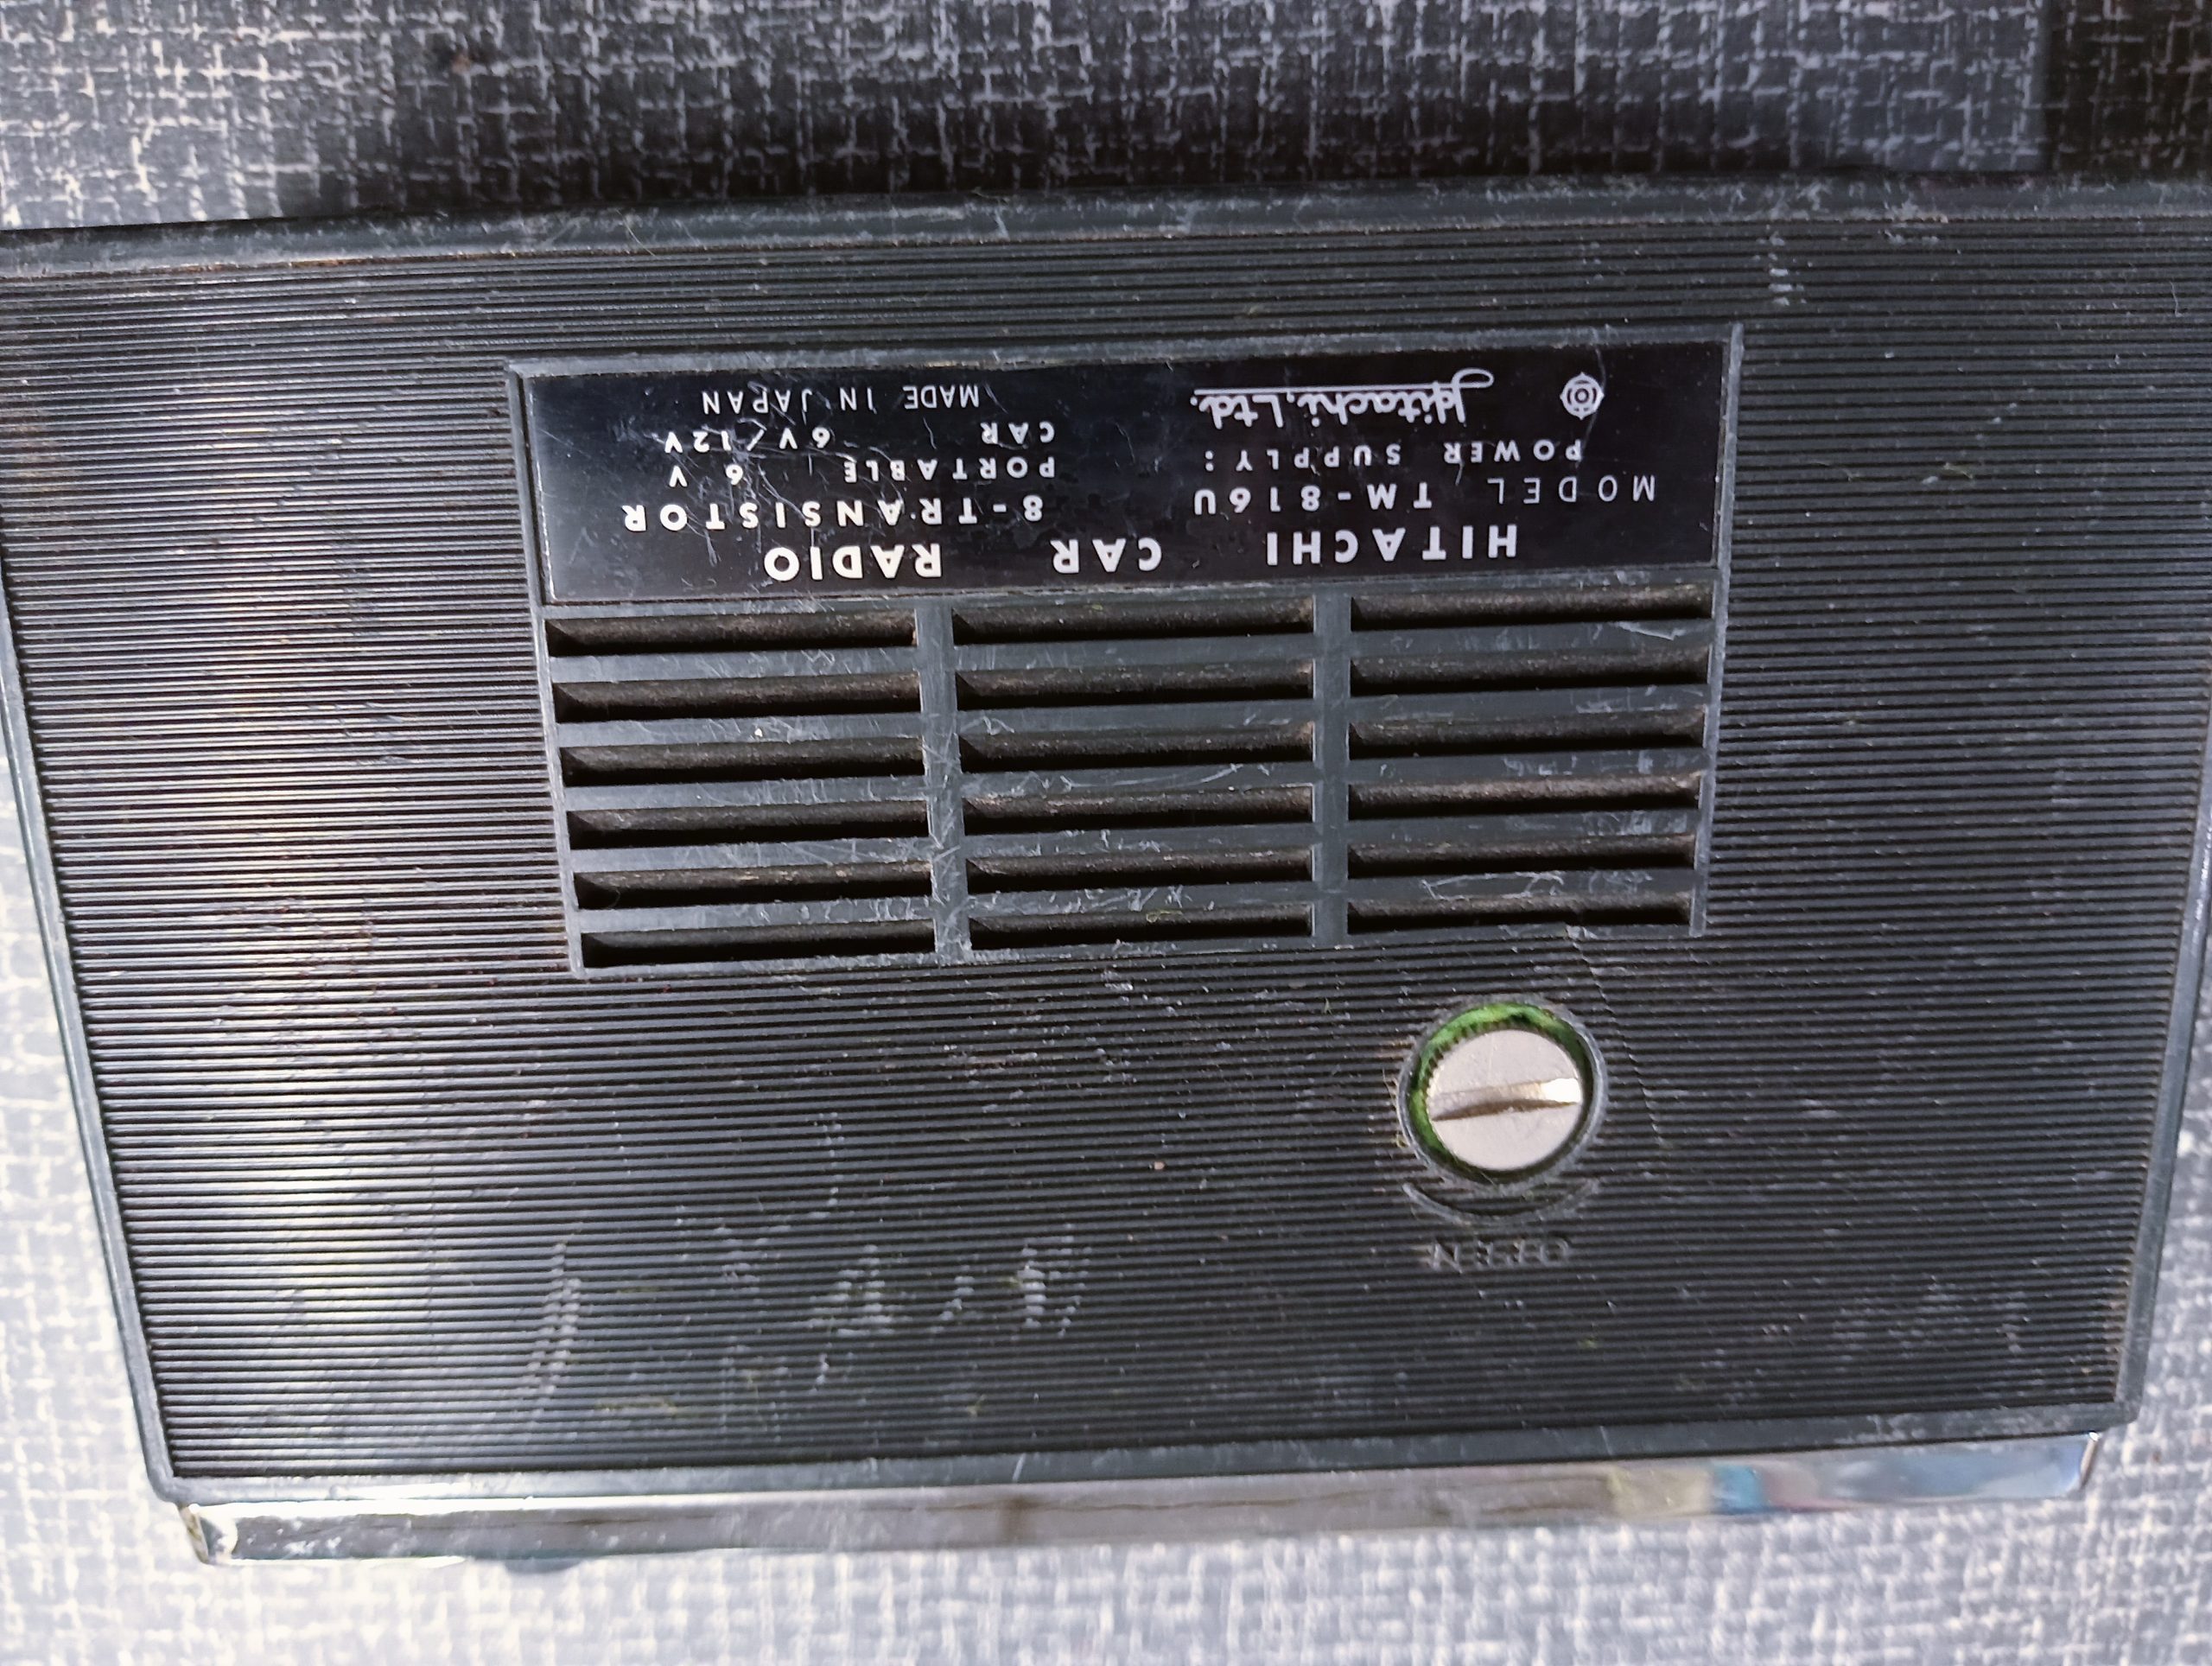 HITACHI CAR RADIO
MODEL TM-816U 8-TRANSISTOR
POWER SUPPLY: PORTABLE 6 V
CAR 6V/12V
Hitachi, Ltd. MADE IN JAPAN
OPEN